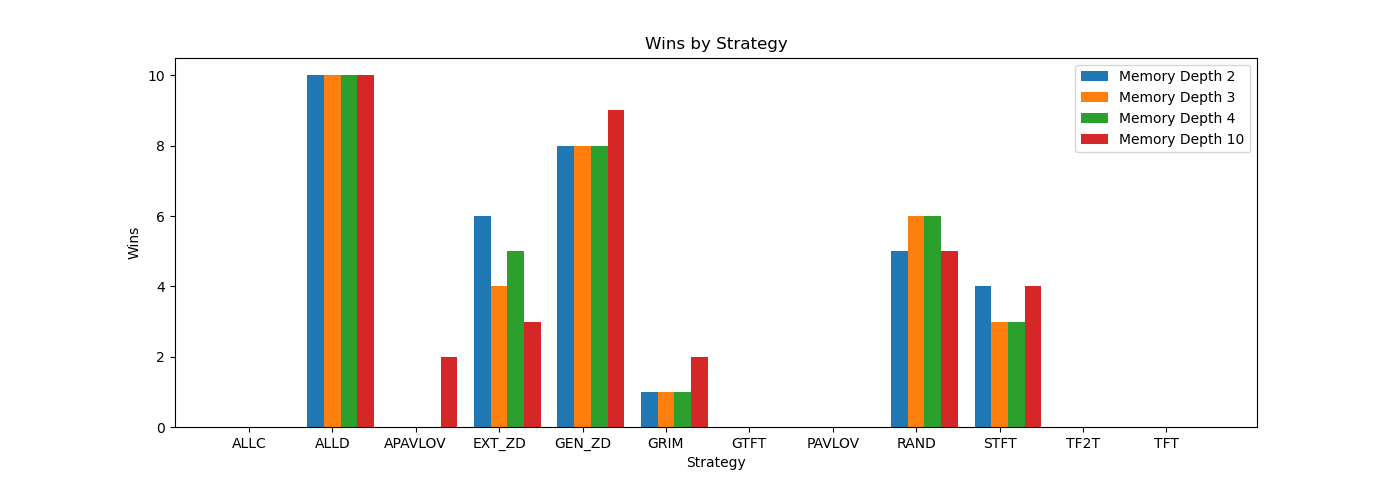 Wins by Strategy
Memory Depth 2
Memory Depth 3
Memory Depth 4
Memory Depth 10
Wins
10
8
6
4
2
0
ALLC ALLD APAVLOV EXT_ZD GEN_ZD GRIM GTFT PAVLOV RAND STFT TF2T TFT
Strategy